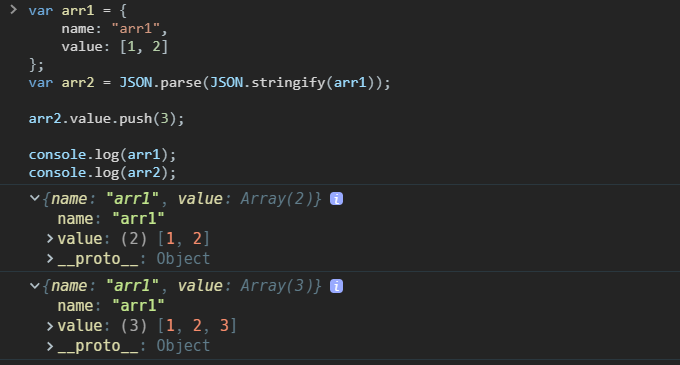 var arr1 = {
name: "arr1",
value: [1, 2]
};
var arr2 = JSON.parse(JSON.stringify(arr1));
arr2.value.push(3);
console.log(arr1);
console.log(arr2);
{name: "arr1", value: Array(2)} i
name: "arr1"
value: (2) [1, 2]
__proto__: Object
{name: "arr1", value: Array(3)} i
name: "arr1"
value: (3) [1, 2, 3]
__proto__: Object